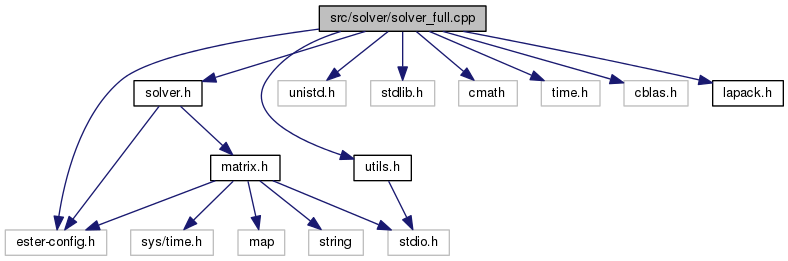 src/solver/solver_full.cpp
solver.h
unistd.h
stdlib.h
cmath
time.h
cblas.h
lapack.h
matrix.h
utils.h
ester-config.h
sys/time.h
map
string
stdio.h